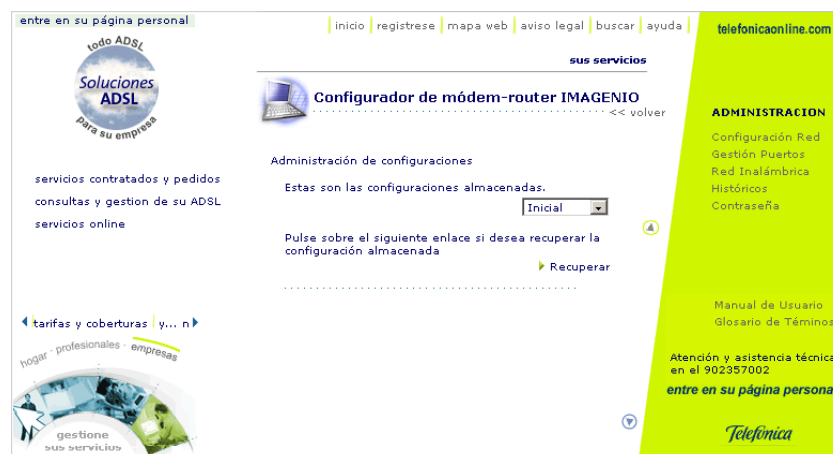 entre en su página personal
inicio registrese mapa web aviso legal buscar ayuda
telefonicaonline.com
todo ADSL
Soluciones
ADSL
para su empresa
sus servicios
Configurador de módem-router IMAGENIO
<< volver
ADMINISTRACION
Configuración Red
Gestión Puertos
Red Inalámbrica
Históricos
Contraseña
Administración de configuraciones
servicios contratados y pedidos
consultas y gestion de su ADSL
servicios online
Estas son las configuraciones almacenadas.
Inicial
Pulse sobre el siguiente enlace si desea recuperar la
configuración almacenada
Recuperar
Manual de Usuario
Glosario de Téminos
tarifas y coberturas y... n
hogar · profesionales · empresas
Atención y asistencia técnica
en el 902357002
entre en su página persona
gestione
sus servicios
Telefónica